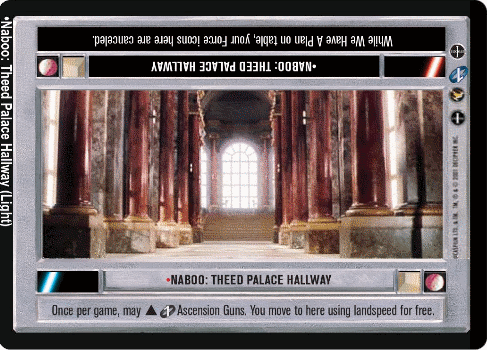 •Naboo: Theed Palace Hallway (Light)
While We Have A Plan on table, your Force icons here are canceled.
•NABOO: THEED PALACE HALLWAY
•NABOO: THEED PALACE HALLWAY
Once per game, may ▲ Ascension Guns. You move to here using landspeed for free.